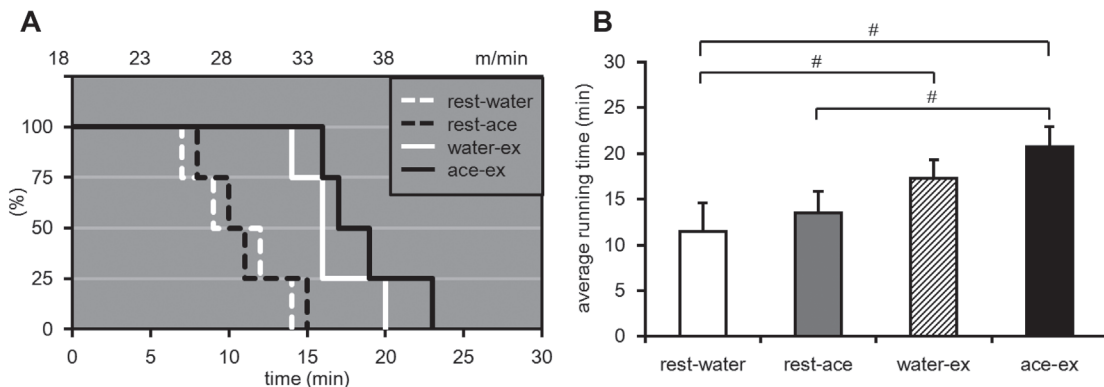 A
18 23 28 33 38 m/min
rest-water
rest-ace
water-ex
ace-ex
100
75
50
25
0
(%)
0 5 10 15 20 25 30
time (min)
B
#
#
#
30
25
20
15
10
5
0
average running time (min)
rest-water rest-ace water-ex ace-ex